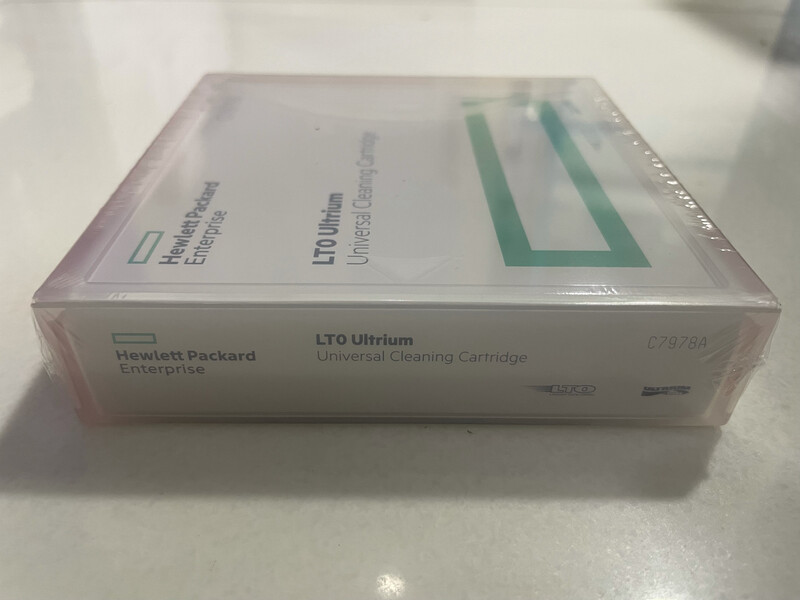 Hewlett Packard
Enterprise
LTO Ultrium
Universal Cleaning Cartridge
Hewlett Packard
Enterprise
LTO Ultrium
Universal Cleaning Cartridge
C7978A
LTO